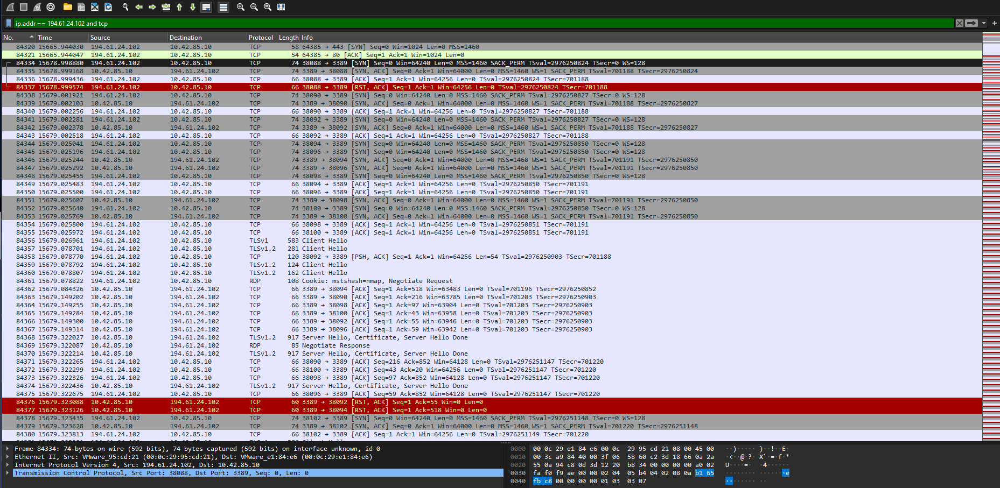 ip.addr == 194.61.24.102 and tcp
No. Time Source Destination Protocol Length Info
84320 15665.944030 194.61.24.102 10.42.85.10 TCP 58 64385 → 443 [SYN] Seq=0 Win=1024 Len=0 MSS=1460
84321 15665.944047 194.61.24.102 10.42.85.10 TCP 54 64385 → 80 [ACK] Seq=1 Ack=1 Win=1024 Len=0
84334 15678.998880 194.61.24.102 10.42.85.10 TCP 74 38088 → 3389 [SYN] Seq=0 Win=64240 Len=0 MSS=1460 SACK_PERM TSval=2976250824 TSecr=0 WS=128
84335 15678.999168 10.42.85.10 194.61.24.102 TCP 74 3389 → 38088 [SYN, ACK] Seq=0 Ack=1 Win=64000 Len=0 MSS=1460 WS=1 SACK_PERM TSval=701188 TSecr=2976250824
84336 15678.999436 194.61.24.102 10.42.85.10 TCP 66 38088 → 3389 [ACK] Seq=1 Ack=1 Win=64256 Len=0 TSval=2976250824 TSecr=701188
84337 15678.999574 194.61.24.102 10.42.85.10 TCP 66 38088 → 3389 [RST, ACK] Seq=1 Ack=1 Win=64256 Len=0 TSval=2976250824 TSecr=701188
84338 15679.001921 194.61.24.102 10.42.85.10 TCP 74 38090 → 3389 [SYN] Seq=0 Win=64240 Len=0 MSS=1460 SACK_PERM TSval=2976250827 TSecr=0 WS=128
84339 15679.002103 10.42.85.10 194.61.24.102 TCP 74 3389 → 38090 [SYN, ACK] Seq=0 Ack=1 Win=64000 Len=0 MSS=1460 WS=1 SACK_PERM TSval=701188 TSecr=2976250827
84340 15679.002256 194.61.24.102 10.42.85.10 TCP 66 38090 → 3389 [ACK] Seq=1 Ack=1 Win=64256 Len=0 TSval=2976250827 TSecr=701188
84341 15679.002281 194.61.24.102 10.42.85.10 TCP 74 38092 → 3389 [SYN] Seq=0 Win=64240 Len=0 MSS=1460 SACK_PERM TSval=2976250827 TSecr=0 WS=128
84342 15679.002378 10.42.85.10 194.61.24.102 TCP 74 3389 → 38092 [SYN, ACK] Seq=0 Ack=1 Win=64000 Len=0 MSS=1460 WS=1 SACK_PERM TSval=701188 TSecr=2976250827
84343 15679.002518 194.61.24.102 10.42.85.10 TCP 66 38092 → 3389 [ACK] Seq=1 Ack=1 Win=64256 Len=0 TSval=2976250827 TSecr=701188
84344 15679.025041 194.61.24.102 10.42.85.10 TCP 74 38094 → 3389 [SYN] Seq=0 Win=64240 Len=0 MSS=1460 SACK_PERM TSval=2976250850 TSecr=0 WS=128
84345 15679.025196 194.61.24.102 10.42.85.10 TCP 74 38096 → 3389 [SYN] Seq=0 Win=64240 Len=0 MSS=1460 SACK_PERM TSval=2976250850 TSecr=0 WS=128
84346 15679.025244 10.42.85.10 194.61.24.102 TCP 74 3389 → 38094 [SYN, ACK] Seq=0 Ack=1 Win=64000 Len=0 MSS=1460 WS=1 SACK_PERM TSval=701191 TSecr=2976250850
84347 15679.025292 10.42.85.10 194.61.24.102 TCP 74 3389 → 38096 [SYN, ACK] Seq=0 Ack=1 Win=64000 Len=0 MSS=1460 WS=1 SACK_PERM TSval=701191 TSecr=2976250850
84348 15679.025455 194.61.24.102 10.42.85.10 TCP 74 38098 → 3389 [SYN] Seq=0 Win=64240 Len=0 MSS=1460 SACK_PERM TSval=2976250850 TSecr=0 WS=128
84349 15679.025483 194.61.24.102 10.42.85.10 TCP 66 38094 → 3389 [ACK] Seq=1 Ack=1 Win=64256 Len=0 TSval=2976250850 TSecr=701191
84350 15679.025500 194.61.24.102 10.42.85.10 TCP 66 38096 → 3389 [ACK] Seq=1 Ack=1 Win=64256 Len=0 TSval=2976250850 TSecr=701191
84351 15679.025607 10.42.85.10 194.61.24.102 TCP 74 3389 → 38098 [SYN, ACK] Seq=0 Ack=1 Win=64000 Len=0 MSS=1460 WS=1 SACK_PERM TSval=701191 TSecr=2976250850
84352 15679.025640 194.61.24.102 10.42.85.10 TCP 74 38100 → 3389 [SYN] Seq=0 Win=64240 Len=0 MSS=1460 SACK_PERM TSval=2976250850 TSecr=0 WS=128
84353 15679.025769 10.42.85.10 194.61.24.102 TCP 74 3389 → 38100 [SYN, ACK] Seq=0 Ack=1 Win=64000 Len=0 MSS=1460 WS=1 SACK_PERM TSval=701191 TSecr=2976250850
84354 15679.025800 194.61.24.102 10.42.85.10 TCP 66 38098 → 3389 [ACK] Seq=1 Ack=1 Win=64256 Len=0 TSval=2976250851 TSecr=701191
84355 15679.025972 194.61.24.102 10.42.85.10 TCP 66 38100 → 3389 [ACK] Seq=1 Ack=1 Win=64256 Len=0 TSval=2976250851 TSecr=701191
84356 15679.026961 194.61.24.102 10.42.85.10 TLSv1 583 Client Hello
84357 15679.078701 194.61.24.102 10.42.85.10 TLSv1.2 281 Client Hello
84358 15679.078770 194.61.24.102 10.42.85.10 TCP 120 38092 → 3389 [PSH, ACK] Seq=1 Ack=1 Win=64256 Len=54 TSval=2976250903 TSecr=701188
84359 15679.078792 194.61.24.102 10.42.85.10 TLSv1.2 124 Client Hello
84360 15679.078807 194.61.24.102 10.42.85.10 TLSv1.2 162 Client Hello
84361 15679.078822 194.61.24.102 10.42.85.10 RDP 108 Cookie: mstshash=nmap, Negotiate Request
84362 15679.084326 10.42.85.10 194.61.24.102 TCP 66 3389 → 38094 [ACK] Seq=1 Ack=518 Win=63483 Len=0 TSval=701196 TSecr=2976250852
84363 15679.149202 10.42.85.10 194.61.24.102 TCP 66 3389 → 38090 [ACK] Seq=1 Ack=216 Win=63785 Len=0 TSval=701203 TSecr=2976250903
84364 15679.149255 10.42.85.10 194.61.24.102 TCP 66 3389 → 38098 [ACK] Seq=1 Ack=97 Win=63904 Len=0 TSval=701203 TSecr=2976250903
84365 15679.149284 10.42.85.10 194.61.24.102 TCP 66 3389 → 38100 [ACK] Seq=1 Ack=43 Win=63958 Len=0 TSval=701203 TSecr=2976250903
84366 15679.149300 10.42.85.10 194.61.24.102 TCP 66 3389 → 38092 [ACK] Seq=1 Ack=55 Win=63946 Len=0 TSval=701203 TSecr=2976250903
84367 15679.149314 10.42.85.10 194.61.24.102 TCP 66 3389 → 38096 [ACK] Seq=1 Ack=59 Win=63942 Len=0 TSval=701203 TSecr=2976250903
84368 15679.322027 10.42.85.10 194.61.24.102 TLSv1.2 917 Server Hello, Certificate, Server Hello Done
84369 15679.322087 10.42.85.10 194.61.24.102 RDP 85 Negotiate Response
84370 15679.322214 10.42.85.10 194.61.24.102 TLSv1.2 917 Server Hello, Certificate, Server Hello Done
84371 15679.322265 194.61.24.102 10.42.85.10 TCP 66 38090 → 3389 [ACK] Seq=216 Ack=852 Win=64128 Len=0 TSval=2976251147 TSecr=701220
84372 15679.322299 194.61.24.102 10.42.85.10 TCP 66 38100 → 3389 [ACK] Seq=43 Ack=20 Win=64256 Len=0 TSval=2976251147 TSecr=701220
84373 15679.322326 194.61.24.102 10.42.85.10 TCP 66 38098 → 3389 [ACK] Seq=97 Ack=852 Win=64128 Len=0 TSval=2976251147 TSecr=701220
84374 15679.322436 10.42.85.10 194.61.24.102 TLSv1.2 917 Server Hello, Certificate, Server Hello Done
84375 15679.322675 194.61.24.102 10.42.85.10 TCP 66 38096 → 3389 [ACK] Seq=59 Ack=852 Win=64128 Len=0 TSval=2976251147 TSecr=701220
84376 15679.323088 10.42.85.10 194.61.24.102 TCP 60 3389 → 38092 [RST, ACK] Seq=1 Ack=55 Win=0 Len=0
84377 15679.323126 10.42.85.10 194.61.24.102 TCP 60 3389 → 38094 [RST, ACK] Seq=1 Ack=518 Win=0 Len=0
84378 15679.323435 194.61.24.102 10.42.85.10 TCP 74 38102 → 3389 [SYN] Seq=0 Win=64240 Len=0 MSS=1460 SACK_PERM TSval=2976251148 TSecr=0 WS=128
84379 15679.323628 10.42.85.10 194.61.24.102 TCP 74 3389 → 38102 [SYN, ACK] Seq=0 Ack=1 Win=64000 Len=0 MSS=1460 WS=1 SACK_PERM TSval=701220 TSecr=2976251148
84380 15679.323813 194.61.24.102 10.42.85.10 TCP 66 38102 → 3389 [ACK] Seq=1 Ack=1 Win=64256 Len=0 TSval=2976251149 TSecr=701220
Frame 84334: 74 bytes on wire (592 bits), 74 bytes captured (592 bits) on interface unknown, id 0
Ethernet II, Src: VMware_95:cd:21 (00:0c:29:95:cd:21), Dst: VMware_e1:84:e6 (00:0c:29:e1:84:e6)
Internet Protocol Version 4, Src: 194.61.24.102, Dst: 10.42.85.10
Transmission Control Protocol, Src Port: 38088, Dst Port: 3389, Seq: 0, Len: 0
0000 00 0c 29 e1 84 e6 00 0c 29 95 cd 21 08 00 45 00 ··)····· )··!··E·
0010 00 3c a9 84 40 00 3f 06 58 60 c2 3d 18 66 0a 2a ·<··@·?· X`·=·f·*
0020 55 0a 94 c8 0d 3d 12 20 b8 34 00 00 00 00 a0 02 U····=· ·4······
0030 fa f0 f9 ae 00 00 02 04 05 b4 04 02 08 0a b1 65 ········ ·······e
0040 fb c8 00 00 00 00 01 03 03 07 ········ ··